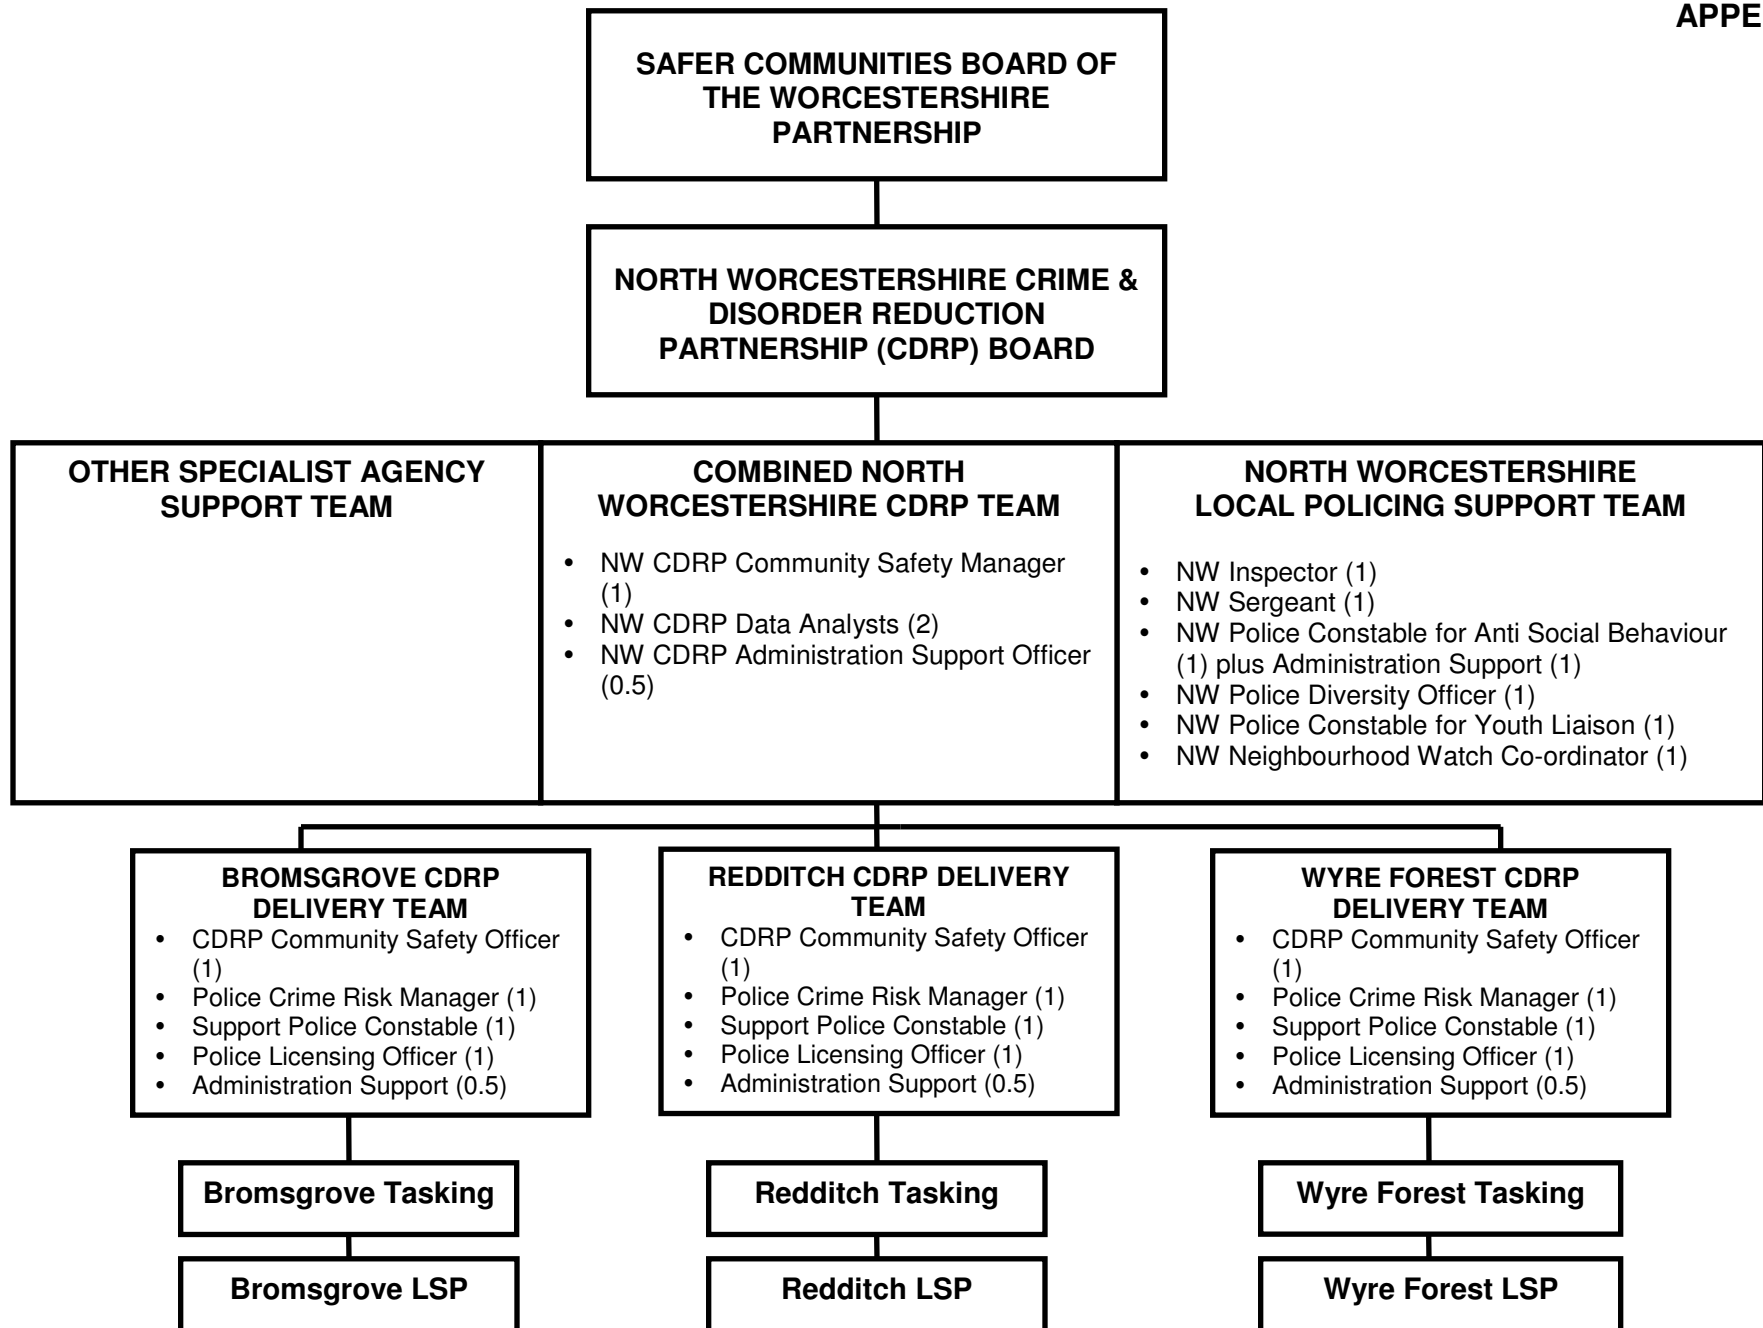 APPE
SAFER COMMUNITIES BOARD OF
THE WORCESTERSHIRE
PARTNERSHIP
NORTH WORCESTERSHIRE CRIME &
DISORDER REDUCTION
PARTNERSHIP (CDRP) BOARD
OTHER SPECIALIST AGENCY
SUPPORT TEAM
COMBINED NORTH
WORCESTERSHIRE CDRP TEAM
• NW CDRP Community Safety Manager
(1)
• NW CDRP Data Analysts (2)
• NW CDRP Administration Support Officer
(0.5)
NORTH WORCESTERSHIRE
LOCAL POLICING SUPPORT TEAM
• NW Inspector (1)
• NW Sergeant (1)
• NW Police Constable for Anti Social Behaviour
(1) plus Administration Support (1)
• NW Police Diversity Officer (1)
• NW Police Constable for Youth Liaison (1)
• NW Neighbourhood Watch Co-ordinator (1)
BROMSGROVE CDRP
DELIVERY TEAM
• CDRP Community Safety Officer
(1)
• Police Crime Risk Manager (1)
• Support Police Constable (1)
• Police Licensing Officer (1)
• Administration Support (0.5)
REDDITCH CDRP DELIVERY
TEAM
• CDRP Community Safety Officer
(1)
• Police Crime Risk Manager (1)
• Support Police Constable (1)
• Police Licensing Officer (1)
• Administration Support (0.5)
WYRE FOREST CDRP
DELIVERY TEAM
• CDRP Community Safety Officer
(1)
• Police Crime Risk Manager (1)
• Support Police Constable (1)
• Police Licensing Officer (1)
• Administration Support (0.5)
Bromsgrove Tasking
Redditch Tasking
Wyre Forest Tasking
Bromsgrove LSP
Redditch LSP
Wyre Forest LSP